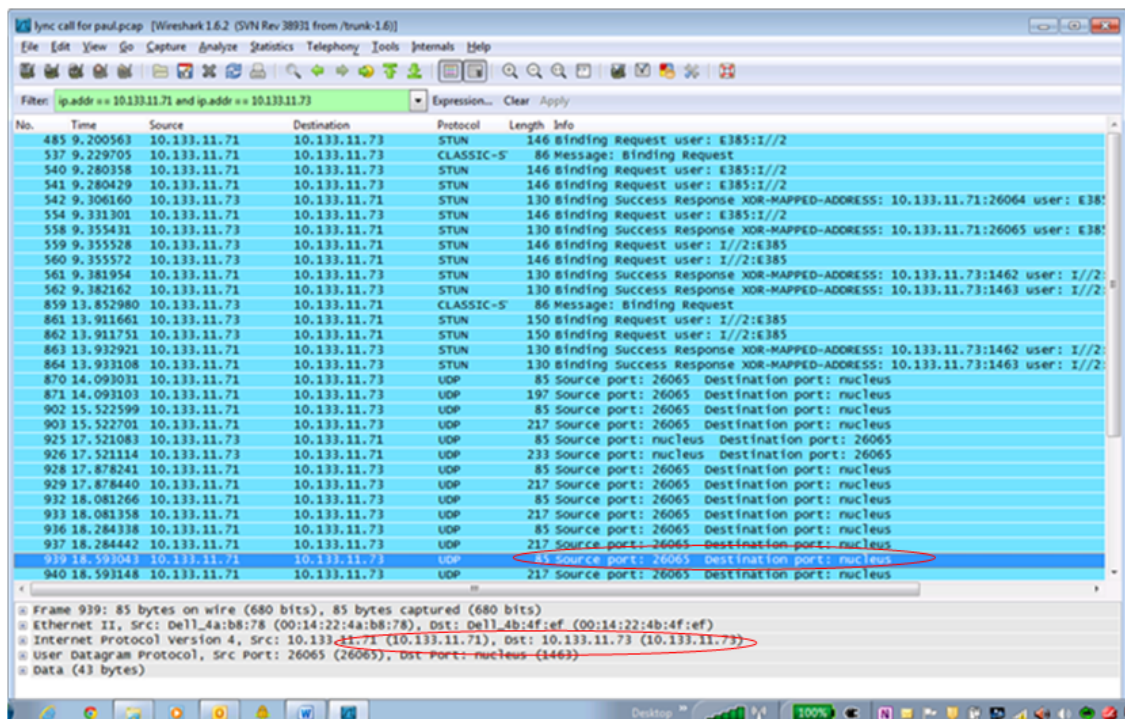 lync call for paul.pcap [Wireshark 1.6.2 (SVN Rev 38931 from /trunk-1.6)]
File Edit View Go Capture Analyze Statistics Telephony Tools Internals Help
Filter: ip.addr == 10.133.11.71 and ip.addr == 10.133.11.73 Expression... Clear Apply
No. Time Source Destination Protocol Length Info
485 9.200563 10.133.11.71 10.133.11.73 STUN 146 Binding Request user: E385:I//2
537 9.229705 10.133.11.71 10.133.11.73 CLASSIC-S 86 Message: Binding Request
540 9.280358 10.133.11.71 10.133.11.73 STUN 146 Binding Request user: E385:I//2
541 9.280429 10.133.11.71 10.133.11.73 STUN 146 Binding Request user: E385:I//2
542 9.306160 10.133.11.73 10.133.11.71 STUN 130 Binding Success Response XOR-MAPPED-ADDRESS: 10.133.11.71:26064 user: E38
554 9.331301 10.133.11.71 10.133.11.73 STUN 146 Binding Request user: E385:I//2
558 9.355431 10.133.11.73 10.133.11.71 STUN 130 Binding Success Response XOR-MAPPED-ADDRESS: 10.133.11.71:26065 user: E38
559 9.355528 10.133.11.73 10.133.11.71 STUN 146 Binding Request user: I//2:E385
560 9.355572 10.133.11.73 10.133.11.71 STUN 146 Binding Request user: I//2:E385
561 9.381954 10.133.11.71 10.133.11.73 STUN 130 Binding Success Response XOR-MAPPED-ADDRESS: 10.133.11.73:1462 user: I//2:
562 9.382162 10.133.11.71 10.133.11.73 STUN 130 Binding Success Response XOR-MAPPED-ADDRESS: 10.133.11.73:1463 user: I//2:
859 13.852980 10.133.11.73 10.133.11.71 CLASSIC-S 86 Message: Binding Request
861 13.911661 10.133.11.73 10.133.11.71 STUN 150 Binding Request user: I//2:E385
862 13.911751 10.133.11.73 10.133.11.71 STUN 150 Binding Request user: I//2:E385
863 13.932921 10.133.11.71 10.133.11.73 STUN 130 Binding Success Response XOR-MAPPED-ADDRESS: 10.133.11.73:1462 user: I//2:
864 13.933108 10.133.11.71 10.133.11.73 STUN 130 Binding Success Response XOR-MAPPED-ADDRESS: 10.133.11.73:1463 user: I//2:
870 14.093031 10.133.11.71 10.133.11.73 UDP 85 Source port: 26065 Destination port: nucleus
871 14.093103 10.133.11.71 10.133.11.73 UDP 197 Source port: 26065 Destination port: nucleus
902 15.522599 10.133.11.71 10.133.11.73 UDP 85 Source port: 26065 Destination port: nucleus
903 15.522701 10.133.11.71 10.133.11.73 UDP 217 Source port: 26065 Destination port: nucleus
925 17.521083 10.133.11.73 10.133.11.71 UDP 85 Source port: nucleus Destination port: 26065
926 17.521114 10.133.11.73 10.133.11.71 UDP 233 Source port: nucleus Destination port: 26065
928 17.878241 10.133.11.71 10.133.11.73 UDP 85 Source port: 26065 Destination port: nucleus
929 17.878440 10.133.11.71 10.133.11.73 UDP 217 Source port: 26065 Destination port: nucleus
932 18.081266 10.133.11.71 10.133.11.73 UDP 85 Source port: 26065 Destination port: nucleus
933 18.081358 10.133.11.71 10.133.11.73 UDP 217 Source port: 26065 Destination port: nucleus
936 18.284338 10.133.11.71 10.133.11.73 UDP 85 Source port: 26065 Destination port: nucleus
937 18.284442 10.133.11.71 10.133.11.73 UDP 217 Source port: 26065 Destination port: nucleus
939 18.593043 10.133.11.71 10.133.11.73 UDP 85 Source port: 26065 Destination port: nucleus
940 18.593148 10.133.11.71 10.133.11.73 UDP 217 Source port: 26065 Destination port: nucleus
Frame 939: 85 bytes on wire (680 bits), 85 bytes captured (680 bits)
Ethernet II, Src: Dell_4a:b8:78 (00:14:22:4a:b8:78), Dst: Dell_4b:4f:ef (00:14:22:4b:4f:ef)
Internet Protocol Version 4, Src: 10.133.11.71 (10.133.11.71), Dst: 10.133.11.73 (10.133.11.73)
User Datagram Protocol, Src Port: 26065 (26065), Dst Port: nucleus (1463)
Data (43 bytes)
Desktop 100%